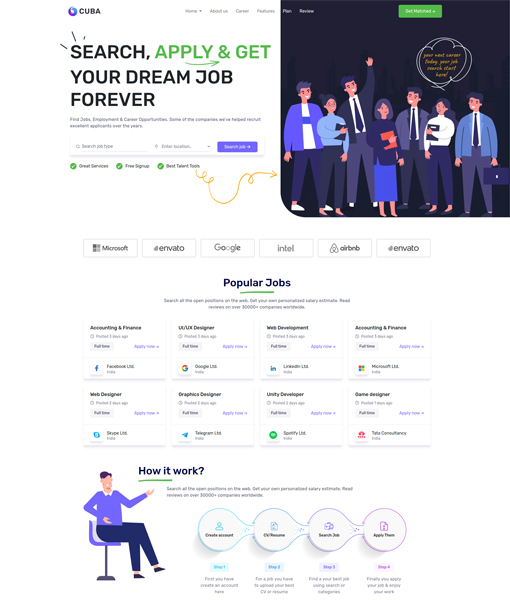 CUBA
Home About us Career Features Plan Review
Get Matched
SEARCH, APPLY & GET
YOUR DREAM JOB
FOREVER
your next career
today. your job
search start
here!
Find Jobs, Employment & Career Opportunities. Some of the companies we've helped recruit
excellent applicants over the years.
Search job type
Enter location...
Search job
Great Services
Free Signup
Best Talent Tools
Microsoft
envato
Google
intel
airbnb
envato
Popular Jobs
Search all the open positions on the web. Get your own personalized salary estimate. Read
reviews on over 30000+ companies worldwide.
Accounting & Finance
Posted 3 days ago
Full time Apply now
Facebook Ltd.
India
UI/UX Designer
Posted 5 days ago
Full time Apply now
Google Ltd.
India
Web Development
Posted 3 days ago
Full time Apply now
LinkedIn Ltd.
India
Accounting & Finance
Posted 3 days ago
Full time Apply now
Microsoft Ltd.
India
Web Designer
Posted 2 days ago
Full time Apply now
Skype Ltd.
India
Graphics Designer
Posted 2 days ago
Full time Apply now
Telegram Ltd.
India
Unity Developer
Posted 2 days ago
Full time Apply now
Spotify Ltd.
India
Game designer
Posted 1 days ago
Full time Apply now
Tata Consultancy
India
How it work?
Search all the open positions on the web. Get your own personalized salary estimate. Read
reviews on over 30000+ companies worldwide.
Create account
CV/Resume
Search Job
Apply Them
Step 1
First you have
create an account
here
Step 2
For a job you have
to upload your best
CV or resume
Step 3
Find a your best job
using search or
categories
Step 4
Finally you apply
your job & enjoy
your work